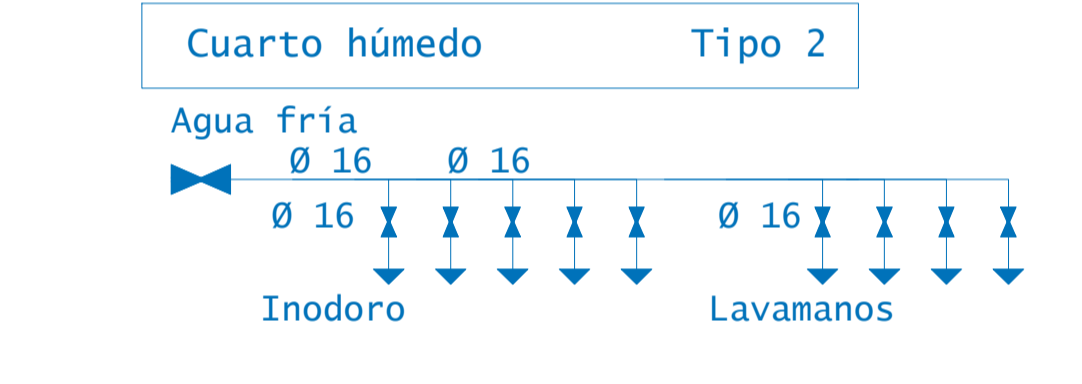 Cuarto húmedo Tipo 2
Agua fría
Ø 16 Ø 16
Ø 16 Ø 16
Inodoro Lavamanos